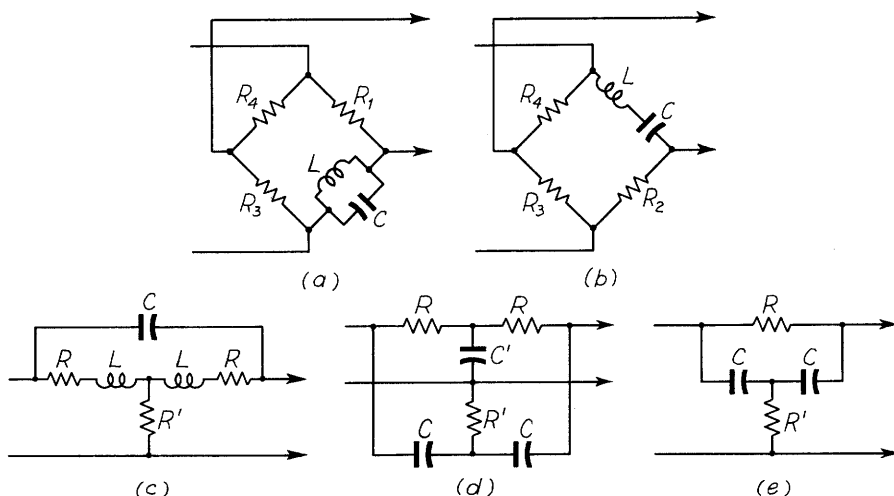 R₄ R₁
L
R₃ C
(a)
L
R₄ C
R₃ R₂
(b)
C
R L L R
R'
(c)
R R
C'
R'
C C
(d)
R
C C
R'
(e)